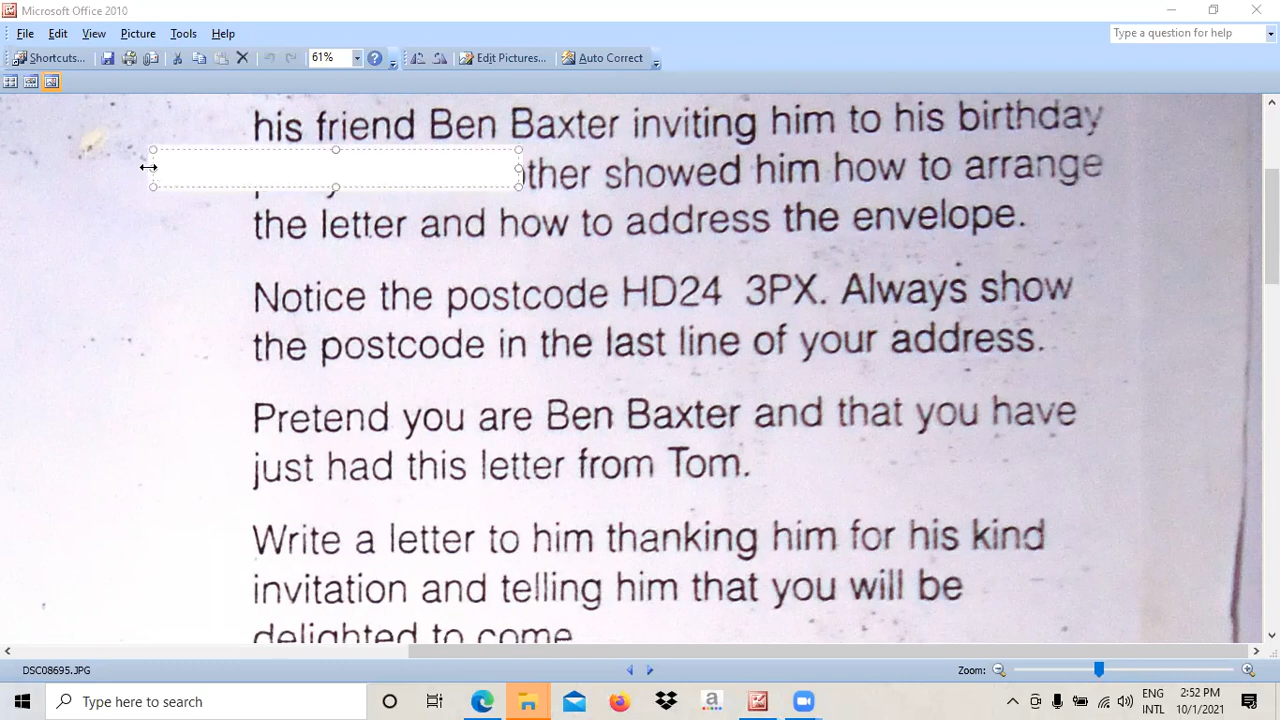 Microsoft Office 2010
File Edit View Picture Tools Help
Type a question for help
Shortcuts... 61% Edit Pictures... Auto Correct
his friend Ben Baxter inviting him to his birthday
ther showed him how to arrange
the letter and how to address the envelope.
Notice the postcode HD24 3PX. Always show
the postcode in the last line of your address.
Pretend you are Ben Baxter and that you have
just had this letter from Tom.
Write a letter to him thanking him for his kind
invitation and telling him that you will be
delighted to come
DSC08695.JPG Zoom:
Type here to search
a
ENG 2:52 PM
INTL 10/1/2021